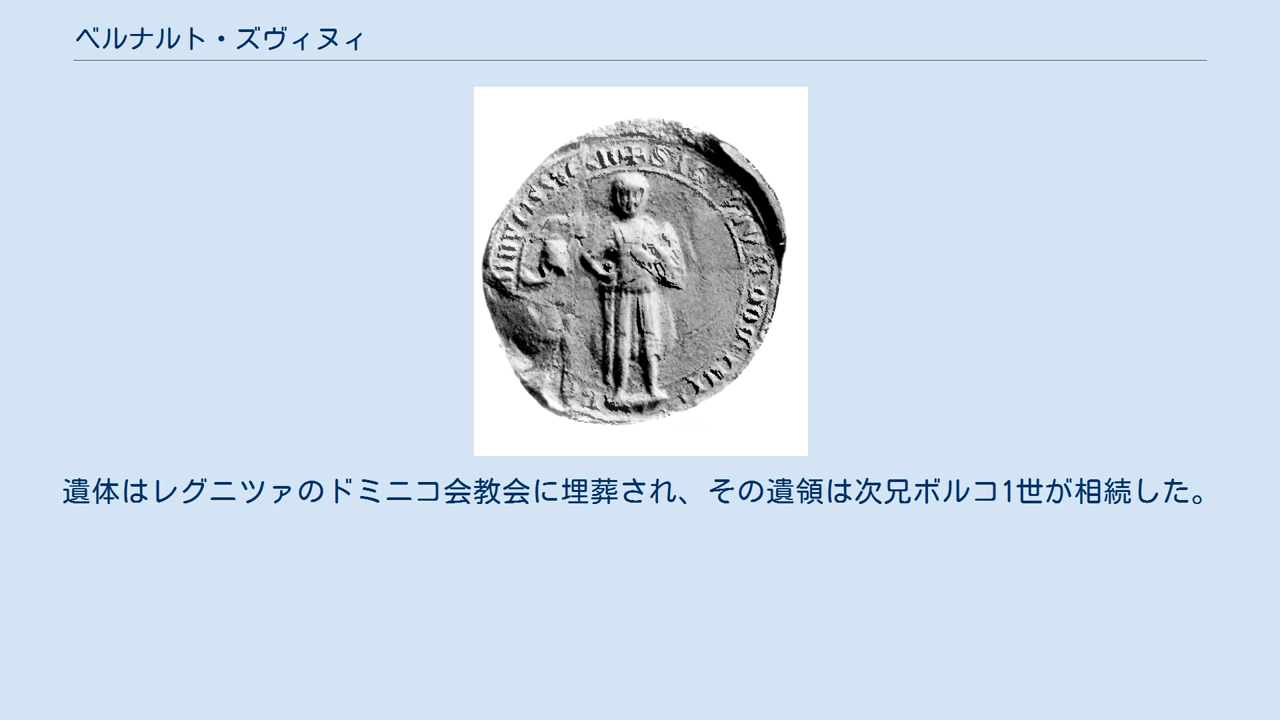 ベルナルト・ズヴィヌィ
遺体はレグニツァのドミニコ会教会に埋葬され、その遺領は次兄ボルコ1世が相続した。